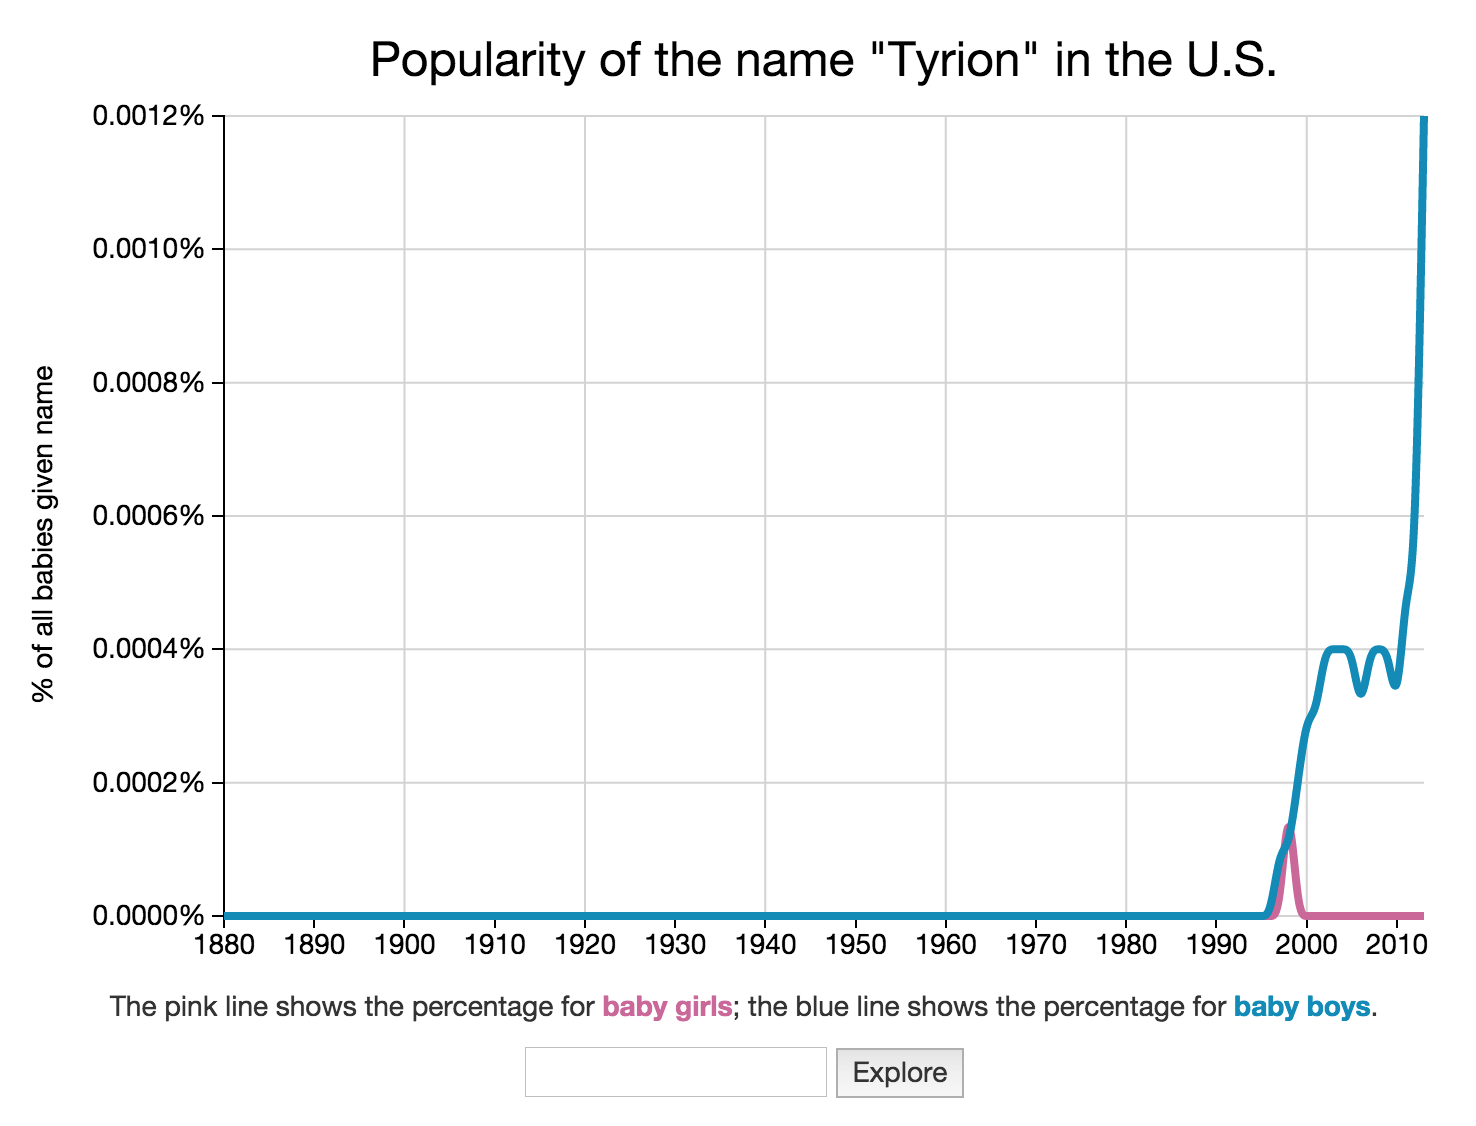 Popularity of the name "Tyrion" in the U.S.
0.0012%
0.0010%
0.0008%
0.0006%
0.0004%
0.0002%
0.0000%
% of all babies given name
1880 1890 1900 1910 1920 1930 1940 1950 1960 1970 1980 1990 2000 2010
The pink line shows the percentage for baby girls; the blue line shows the percentage for baby boys.
Explore